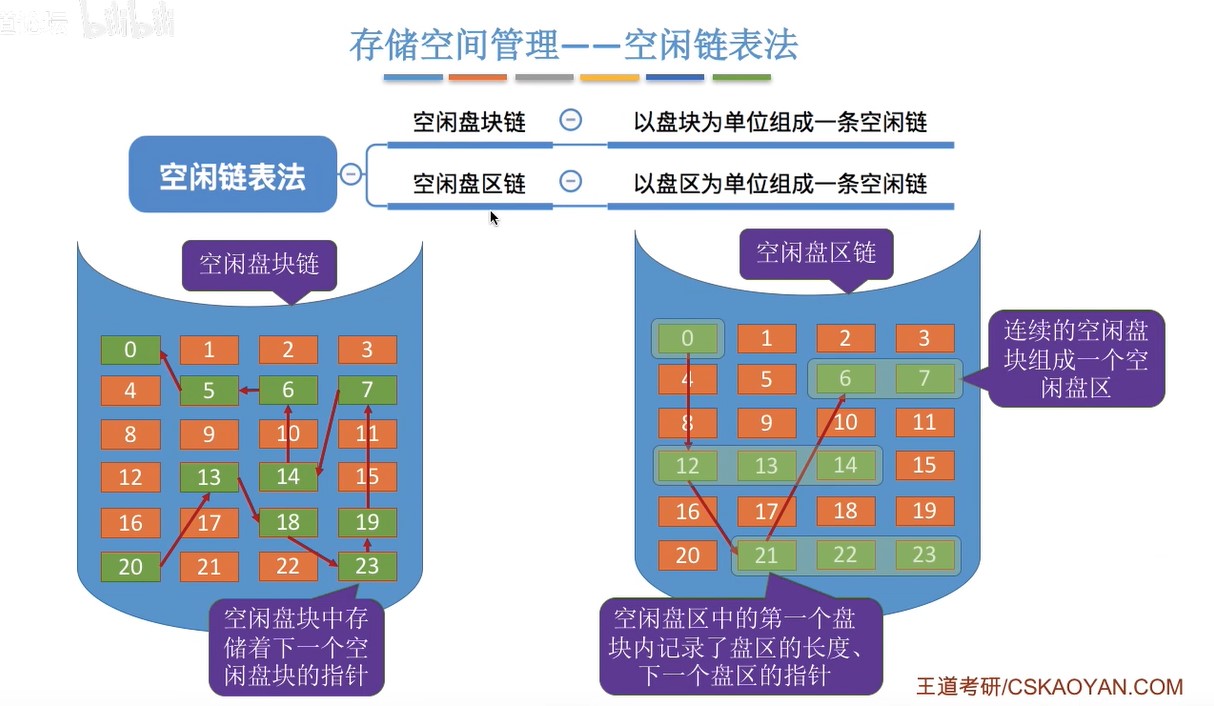 bilibili
存储空间管理——空闲链表法
空闲链表法
空闲盘块链
以盘块为单位组成一条空闲链
空闲盘区链
以盘区为单位组成一条空闲链
空闲盘块链
0 1 2 3
4 5 6 7
8 9 10 11
12 13 14 15
16 17 18 19
20 21 22 23
空闲盘块中存
储着下一个空
闲盘块的指针
空闲盘区链
0 1 2 3
4 5 6 7
8 9 10 11
12 13 14 15
16 17 18 19
20 21 22 23
连续的空闲盘
块组成一个空
闲盘区
空闲盘区中的第一个盘
块内记录了盘区的长度、
下一个盘区的指针
王道考研/CSKAOYAN.COM